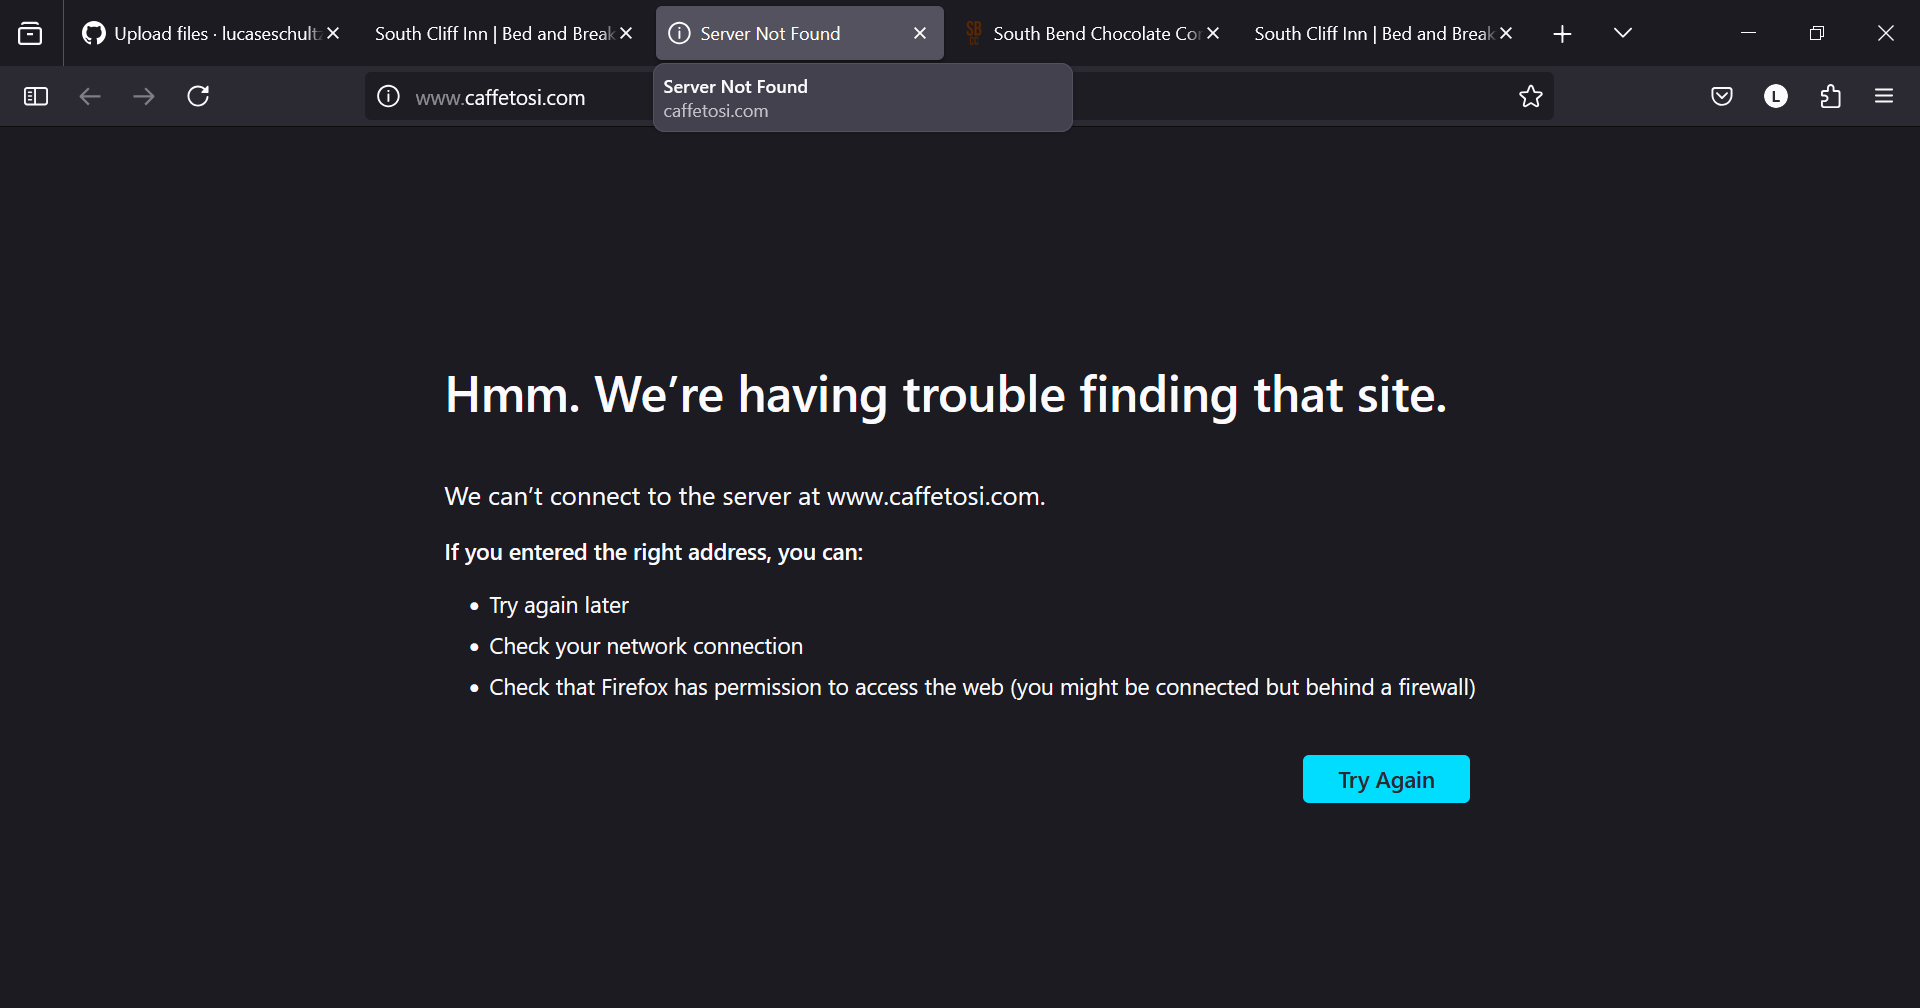 Upload files · lucaseschult
South Cliff Inn | Bed and Break
Server Not Found
SB
CC
South Bend Chocolate Cor
South Cliff Inn | Bed and Break
www.caffetosi.com
L
Server Not Found
caffetosi.com
Hmm. We’re having trouble finding that site.
We can’t connect to the server at www.caffetosi.com.
If you entered the right address, you can:
• Try again later
• Check your network connection
• Check that Firefox has permission to access the web (you might be connected but behind a firewall)
Try Again